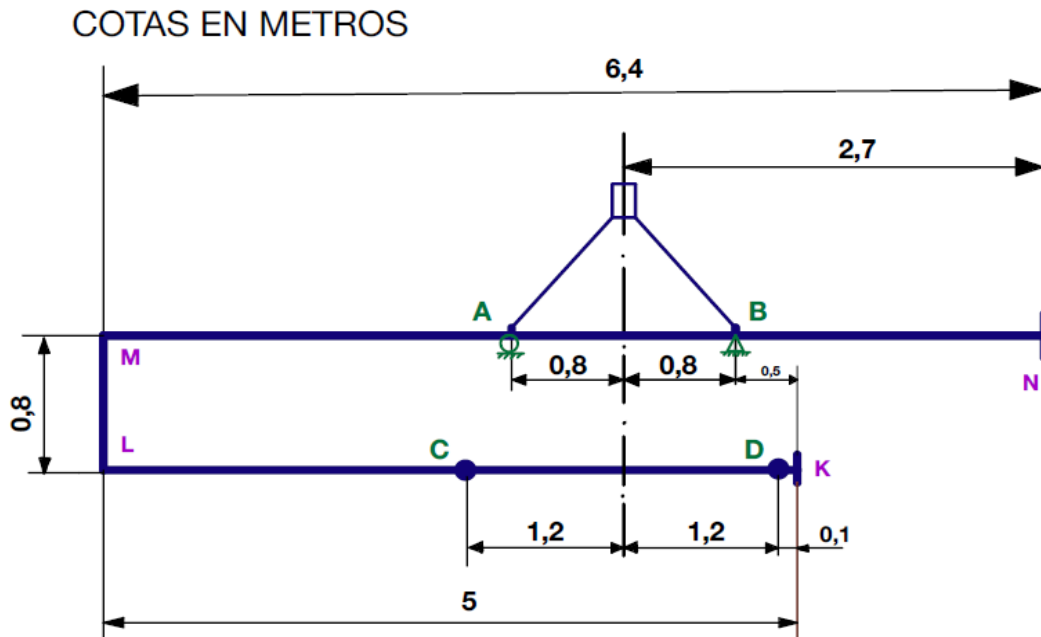 COTAS EN METROS
6,4
2,7
A
B
M
0,8
0,8
0,5
N
0,8
L
C
D
K
1,2
1,2
0,1
5